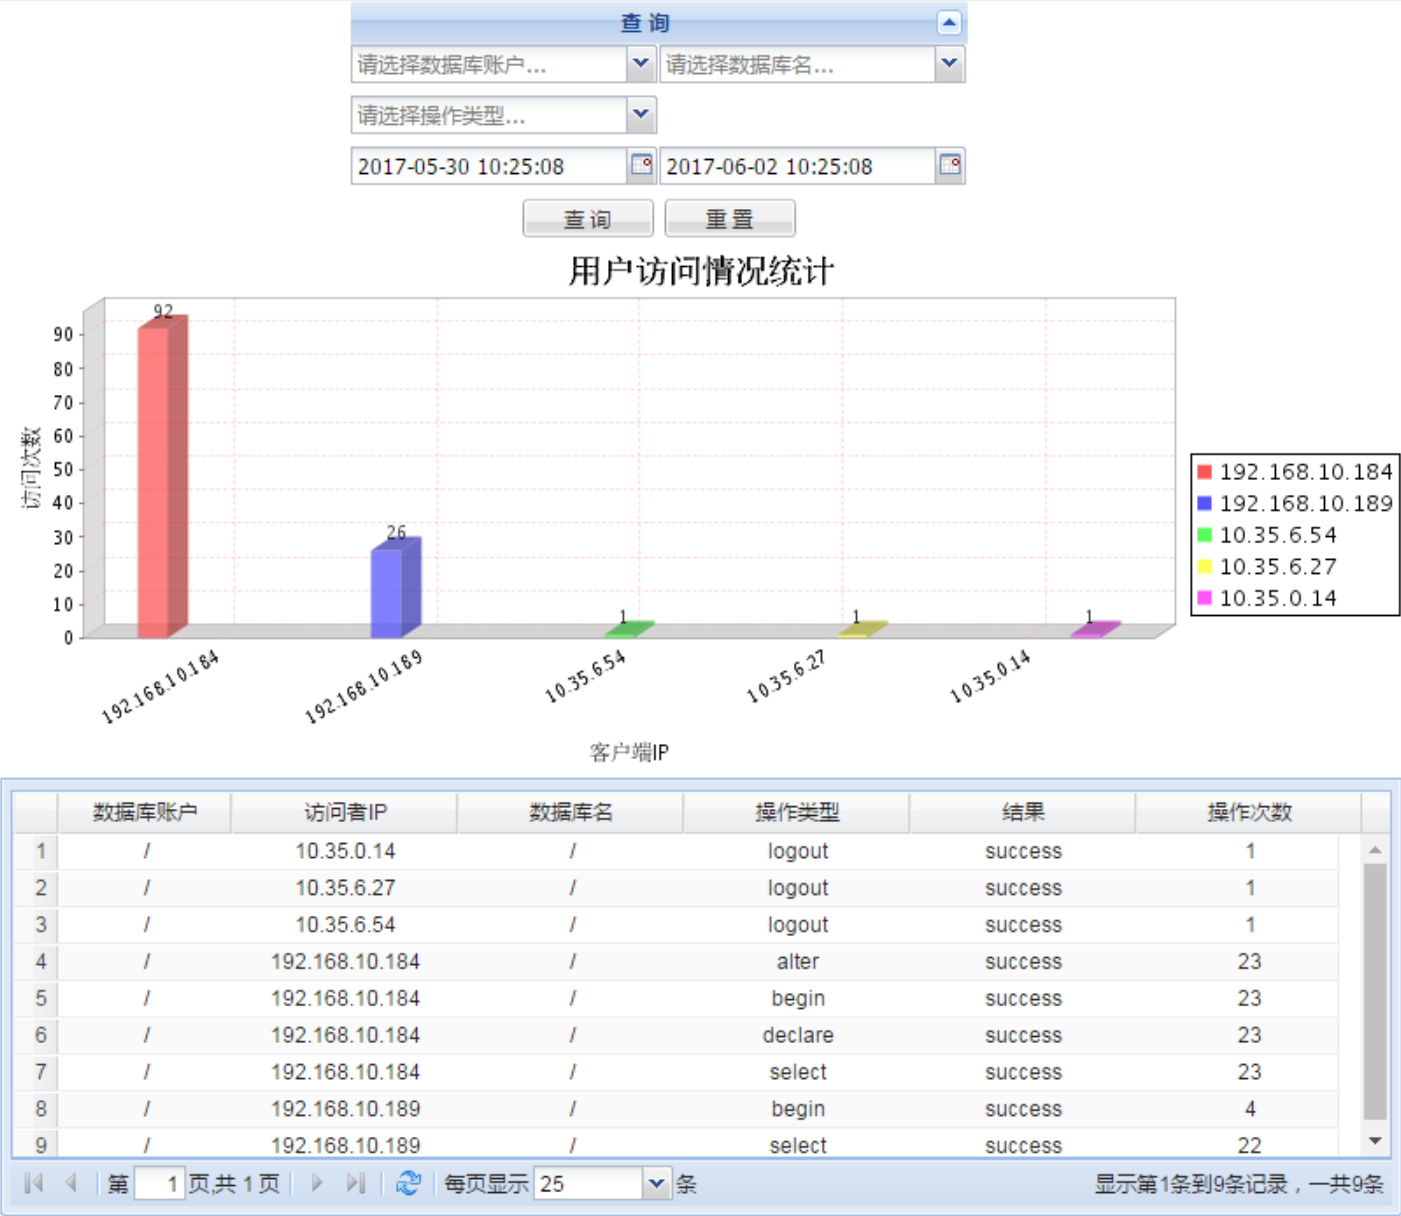 查 询
请选择数据库账户... 请选择数据库名...
请选择操作类型...
2017-05-30 10:25:08 2017-06-02 10:25:08
查 询 重 置
用户访问情况统计
访问次数
90
80
70
60
50
40
30
20
10
0
92
26
1
1
1
192.168.10.184
192.168.10.189
10.35.6.54
10.35.6.27
10.35.0.14
客户端IP
192.168.10.184
192.168.10.189
10.35.6.54
10.35.6.27
10.35.0.14
数据库账户 访问者IP 数据库名 操作类型 结果 操作次数
1 / 10.35.0.14 / logout success 1
2 / 10.35.6.27 / logout success 1
3 / 10.35.6.54 / logout success 1
4 / 192.168.10.184 / alter success 23
5 / 192.168.10.184 / begin success 23
6 / 192.168.10.184 / declare success 23
7 / 192.168.10.184 / select success 23
8 / 192.168.10.189 / begin success 4
9 / 192.168.10.189 / select success 22
第 1 页,共 1 页 每页显示 25 条 显示第1条到9条记录，一共9条